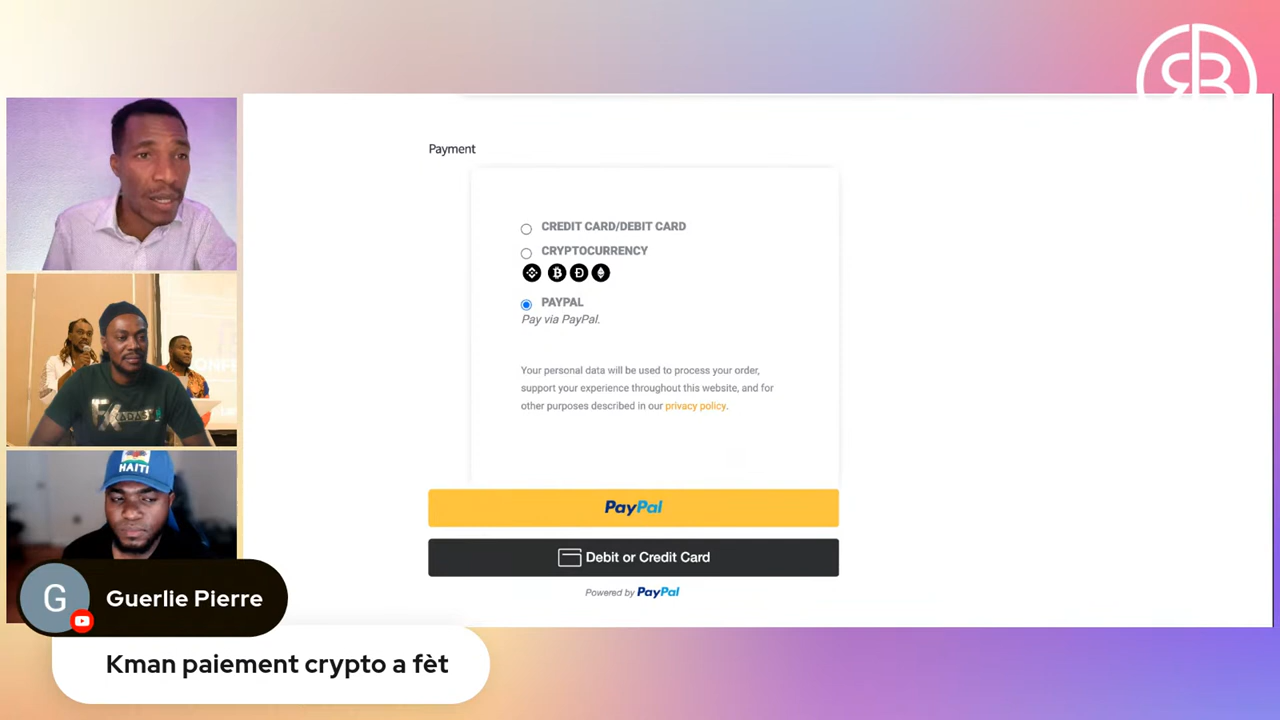 Payment
CREDIT CARD/DEBIT CARD
CRYPTOCURRENCY
PAYPAL
Pay via PayPal.
Your personal data will be used to process your order,
support your experience throughout this website, and for
other purposes described in our privacy policy.
PayPal
Debit or Credit Card
Powered by PayPal
HAITI
G
Guerlie Pierre
Kman paiement crypto a fèt